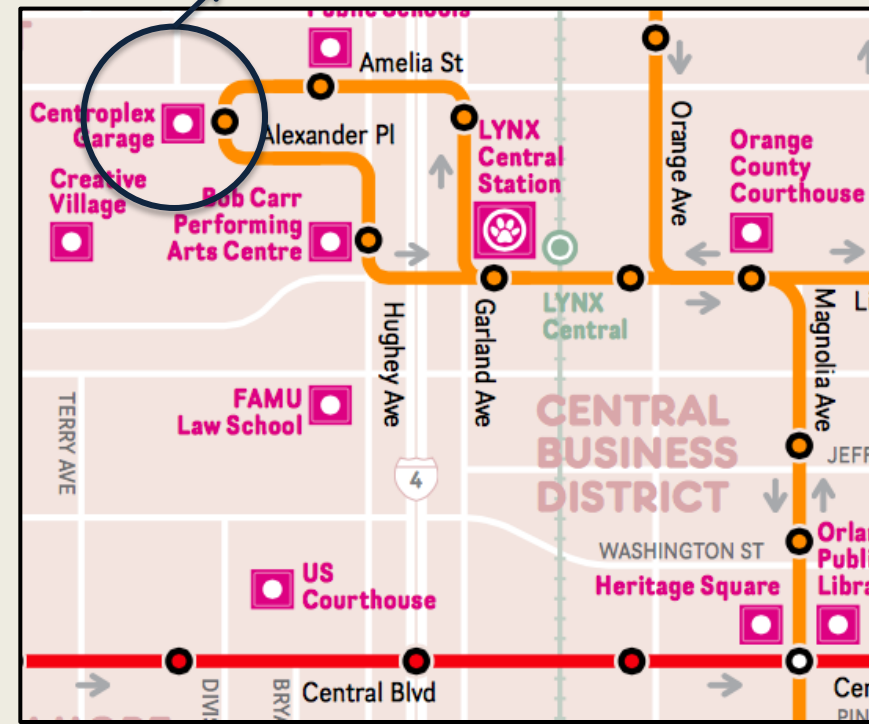 Public Schools
Amelia St
Centroplex
Garage
Alexander Pl
LYNX
Central
Station
Orange Ave
Orange
County
Courthouse
Creative
Village
Bob Carr
Performing
Arts Centre
LYNX
Central
Hughey Ave
Garland Ave
Magnolia Ave
FAMU
Law School
TERRY AVE
CENTRAL
BUSINESS
DISTRICT
4
WASHINGTON ST
Heritage Square
US
Courthouse
Central Blvd